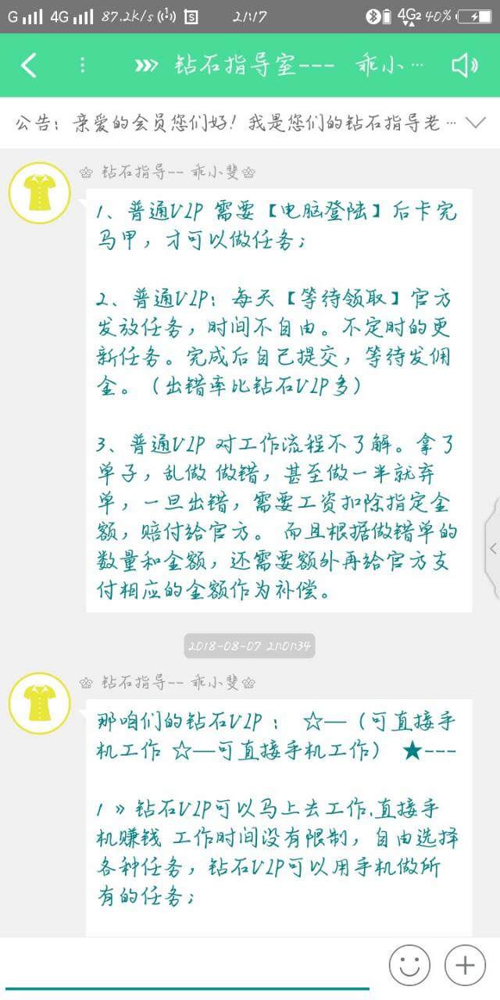 G 4G 87.2k/s 21:17 4G2 40%
钻石指导室--- 乖小…
公告：亲爱的会员您们好！我是您们的钻石指导老…
钻石指导-- 乖小斐
1、普通VIP 需要【电脑登陆】后卡完
马甲，才可以做任务；
2、普通VIP：每天【等待领取】官方
发放任务，时间不自由。不定时的更
新任务。完成后自己提交，等待发佣
金。（出错率比钻石VIP多）
3、普通VIP 对工作流程不了解。拿了
单子，乱做 做错，甚至做一半就弃
单，一旦出错，需要工资扣除指定金
额，赔付给官方。 而且根据做错单的
数量和金额，还需要额外再给官方支
付相应的金额作为补偿。
2018-08-07 21:01:34
钻石指导-- 乖小斐
那咱们的钻石VIP ： ☆—（可直接手
机工作 ☆—可直接手机工作） ★---
1 》钻石VIP可以马上去工作.直接手
机赚钱 工作时间没有限制，自由选择
各种任务，钻石VIP可以用手机做所
有的任务；